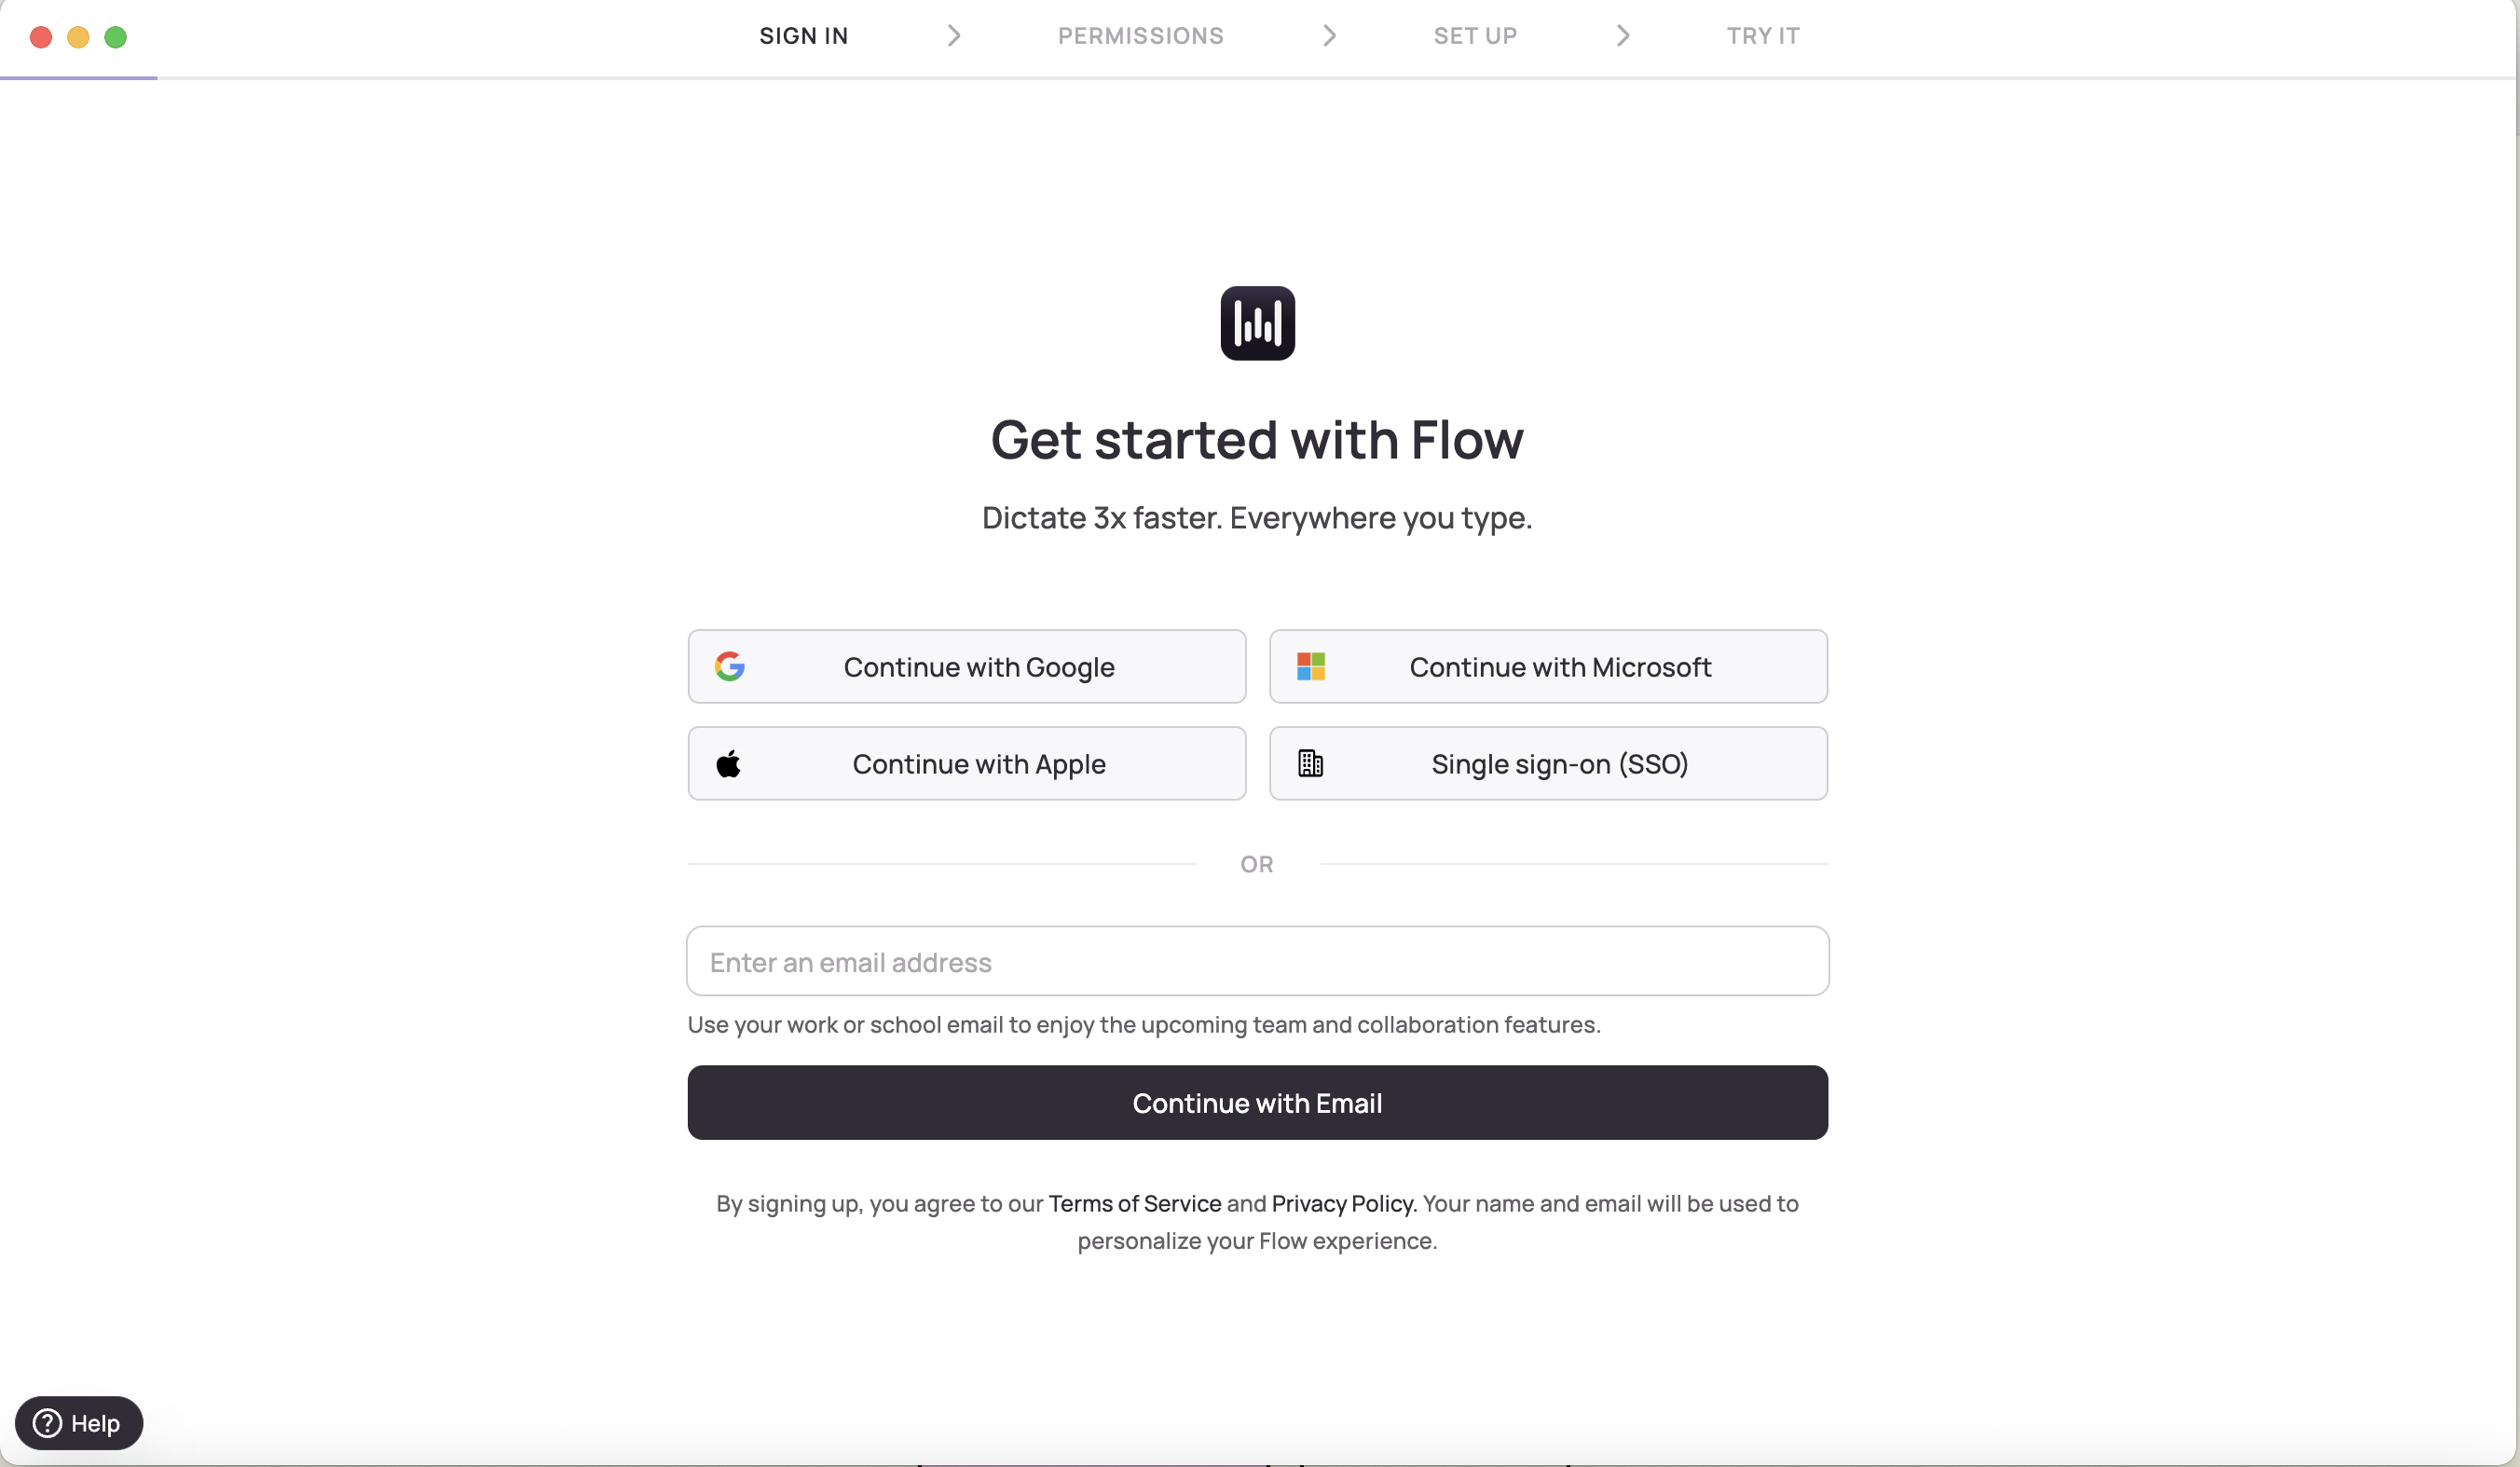 SIGN IN
PERMISSIONS
SET UP
TRY IT
Get started with Flow
Dictate 3x faster. Everywhere you type.
Continue with Google
Continue with Microsoft
Continue with Apple
Single sign-on (SSO)
OR
Enter an email address
Use your work or school email to enjoy the upcoming team and collaboration features.
Continue with Email
By signing up, you agree to our Terms of Service and Privacy Policy. Your name and email will be used to
personalize your Flow experience.
Help